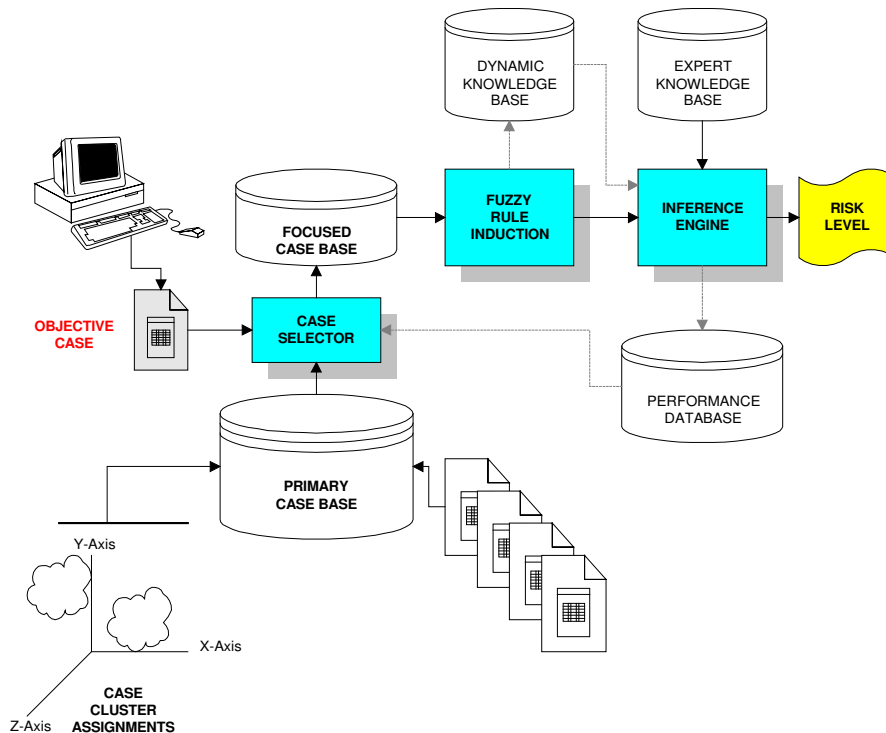 DYNAMIC
KNOWLEDGE
BASE
EXPERT
KNOWLEDGE
BASE
FUZZY
RULE
INDUCTION
INFERENCE
ENGINE
RISK
LEVEL
FOCUSED
CASE BASE
OBJECTIVE
CASE
CASE
SELECTOR
PERFORMANCE
DATABASE
PRIMARY
CASE BASE
Y-Axis
X-Axis
Z-Axis
CASE
CLUSTER
ASSIGNMENTS